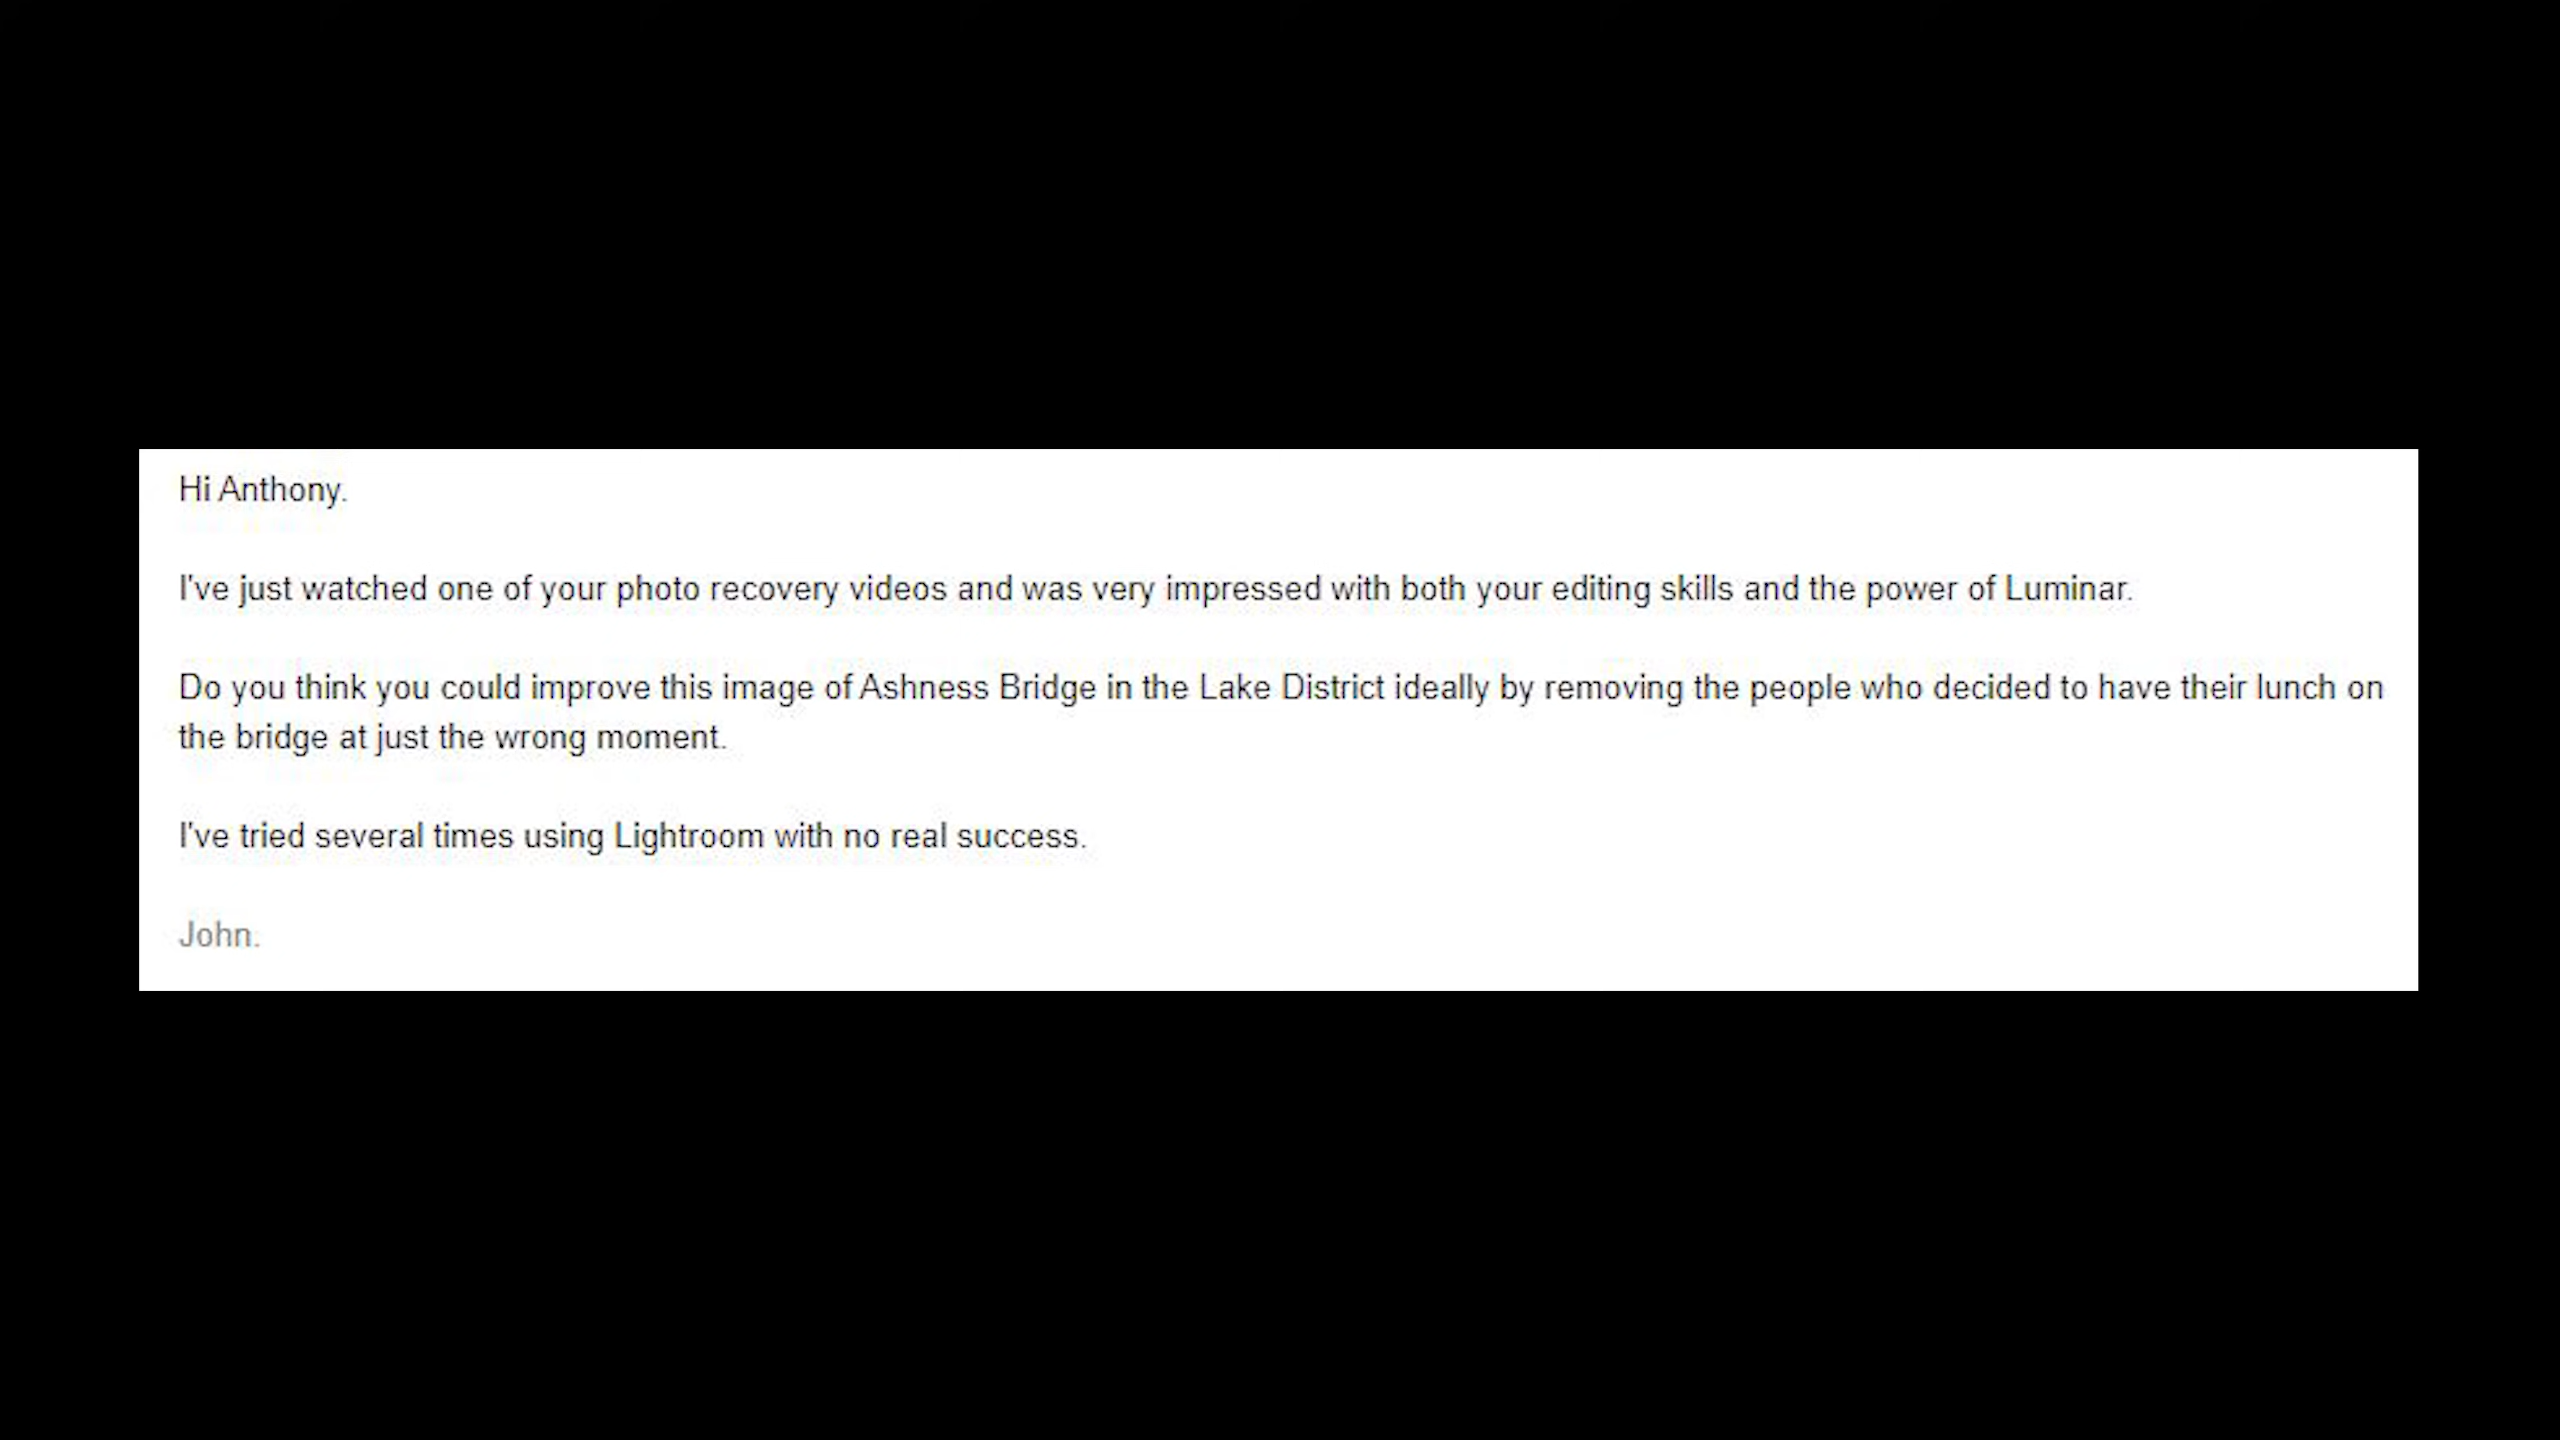 Hi Anthony.
I've just watched one of your photo recovery videos and was very impressed with both your editing skills and the power of Luminar.
Do you think you could improve this image of Ashness Bridge in the Lake District ideally by removing the people who decided to have their lunch on
the bridge at just the wrong moment.
I've tried several times using Lightroom with no real success.
John.